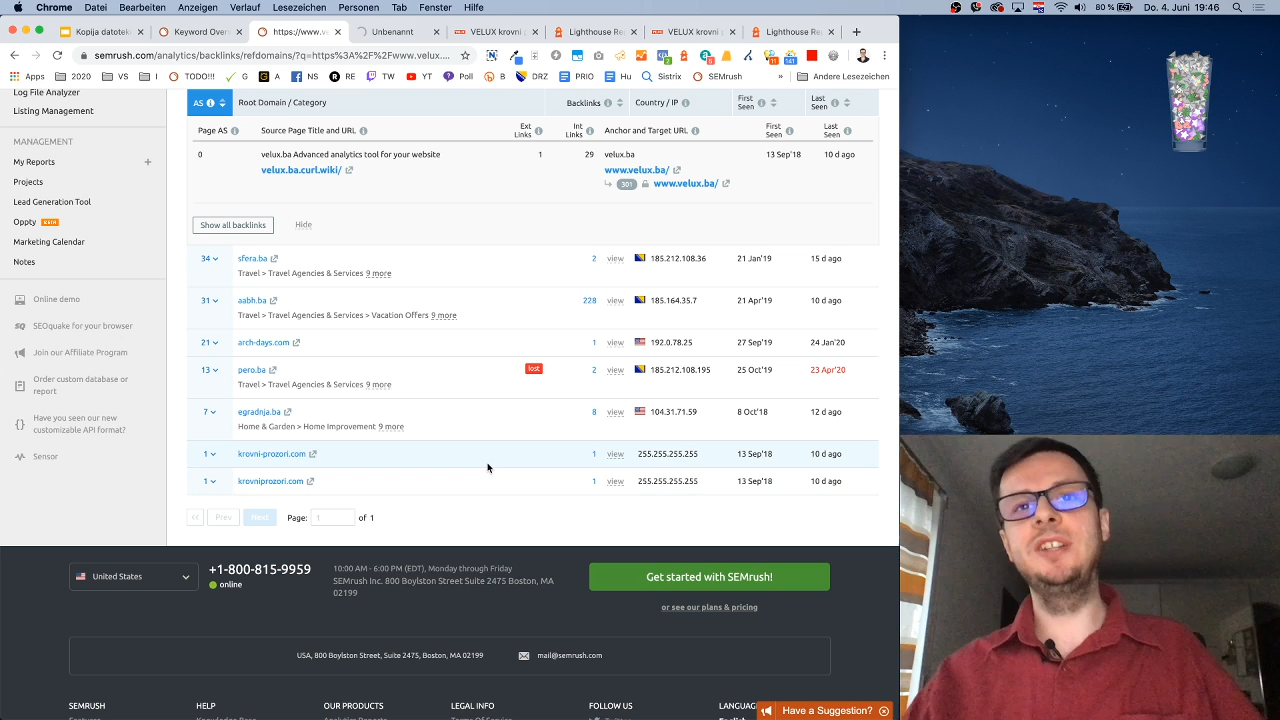 Chrome Datei Bearbeiten Anzeigen Verlauf Lesezeichen Personen Tab Fenster Hilfe 80 % Do. 4. Juni 19:46
Kopija datotek Keyword Over https://www.ve Unbenannt VELUX krovni p Lighthouse Re VELUX krovni p Lighthouse Re
semrush.com/analytics/backlinks/refdomains/?q=https%3A%2F%2Fwww.velux....
Apps 2020 VS I TODO!!! G A NS RE TW YT Poly B DRZ PRIO Hu Sistrix SEmrush » Andere Lesezeichen
Log File Analyzer
Listing Management
MANAGEMENT
My Reports +
Projects
Lead Generation Tool
Oppty BETA
Marketing Calendar
Notes
Online demo
SEOquake for your browser
Join our Affiliate Program
Order custom database or
report
Have you seen our new
customizable API format?
Sensor
AS Root Domain / Category Backlinks Country / IP First Seen Last Seen
Page AS Source Page Title and URL Ext Links Int Links Anchor and Target URL First Seen Last Seen
0 velux.ba Advanced analytics tool for your website 1 29 velux.ba 13 Sep'18 10 d ago
velux.ba.curl.wiki/ www.velux.ba/
301 www.velux.ba/
Show all backlinks Hide
34 sfera.ba 2 view 185.212.108.36 21 Jan'19 15 d ago
Travel > Travel Agencies & Services 9 more
31 aabh.ba 228 view 185.164.35.7 21 Apr'19 10 d ago
Travel > Travel Agencies & Services > Vacation Offers 9 more
21 arch-days.com 1 view 192.0.78.25 27 Sep'19 24 Jan'20
13 pero.ba lost 2 view 185.212.108.195 25 Oct'19 23 Apr'20
Travel > Travel Agencies & Services 9 more
7 egradnja.ba 8 view 104.31.71.59 8 Oct'18 12 d ago
Home & Garden > Home Improvement 9 more
1 krovni-prozori.com 1 view 255.255.255.255 13 Sep'18 10 d ago
1 krovniprozori.com 1 view 255.255.255.255 13 Sep'18 10 d ago
Prev Next Page: 1 of 1
United States
+1-800-815-9959
online
10:00 AM - 6:00 PM (EDT), Monday through Friday
SEMrush Inc. 800 Boylston Street Suite 2475 Boston, MA
02199
Get started with SEMrush!
or see our plans & pricing
USA, 800 Boylston Street, Suite 2475, Boston, MA 02199 mail@semrush.com
SEMRUSH HELP OUR PRODUCTS LEGAL INFO FOLLOW US LANGUAG
Have a Suggestion?